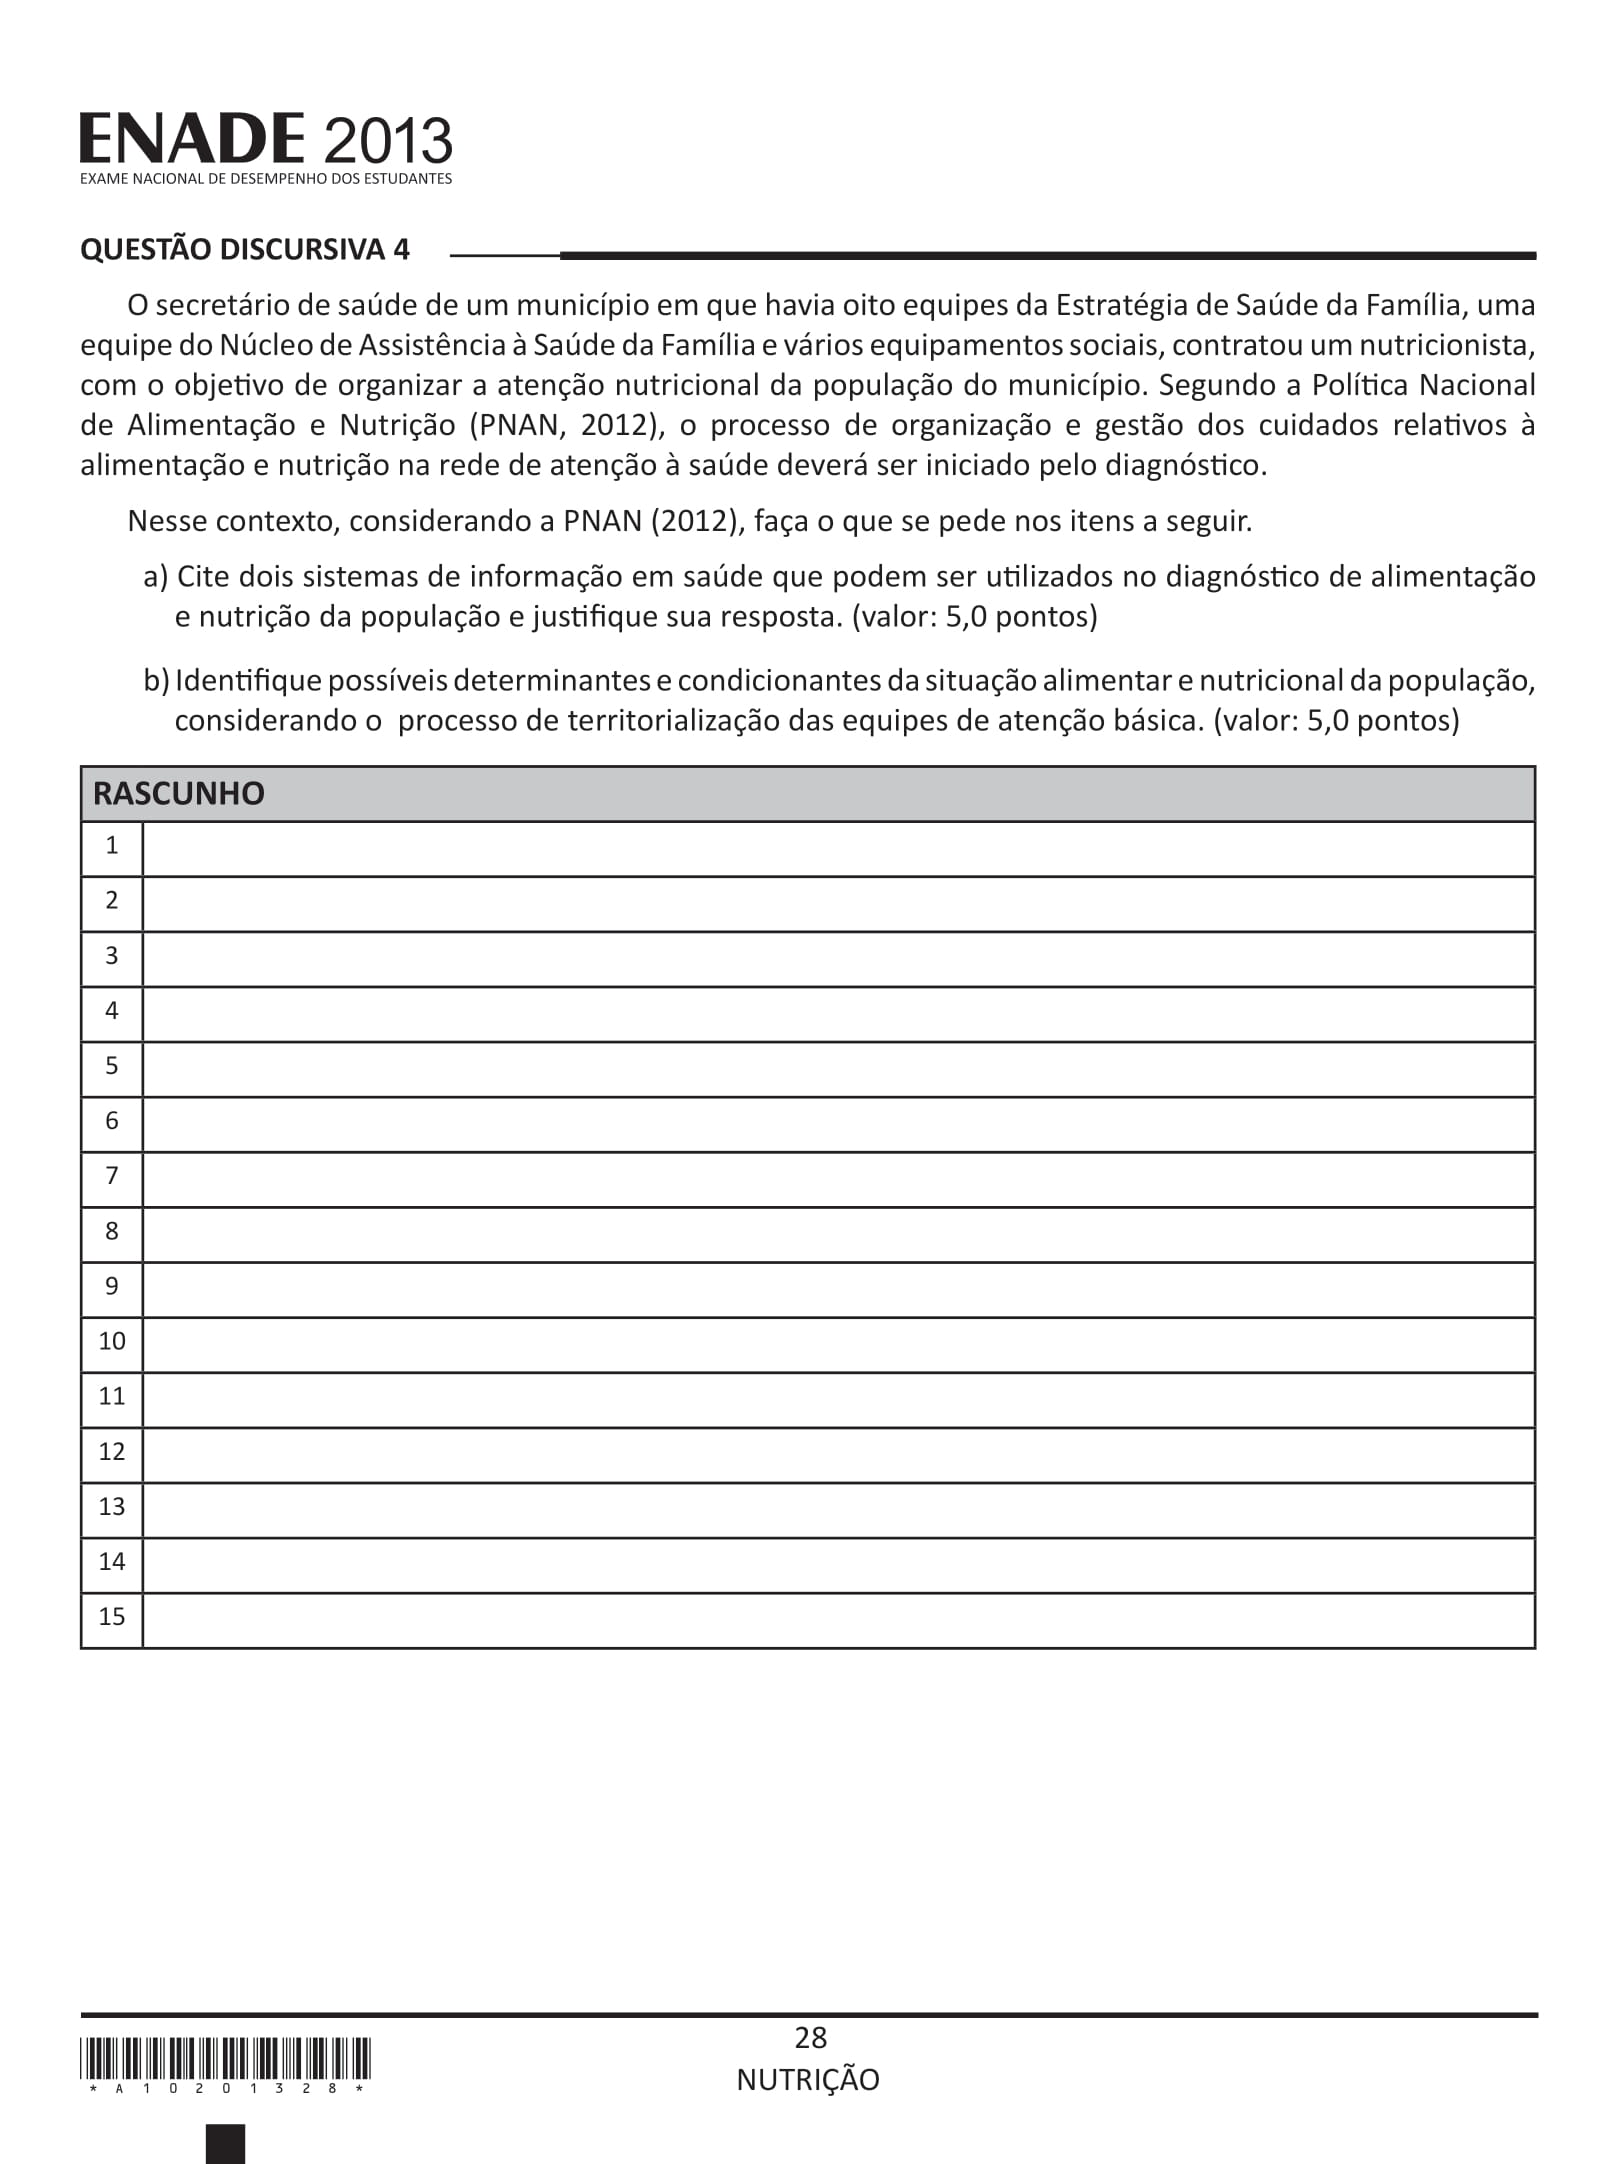 ENADE 2013
EXAME NACIONAL DE DESEMPENHO DOS ESTUDANTES
QUESTÃO DISCURSIVA 4
O secretário de saúde de um município em que havia oito equipes da Estratégia de Saúde da Família, uma
equipe do Núcleo de Assistência à Saúde da Família e vários equipamentos sociais, contratou um nutricionista,
com o objetivo de organizar a atenção nutricional da população do município. Segundo a Política Nacional
de Alimentação e Nutrição (PNAN, 2012), o processo de organização e gestão dos cuidados relativos à
alimentação e nutrição na rede de atenção à saúde deverá ser iniciado pelo diagnóstico.
Nesse contexto, considerando a PNAN (2012), faça o que se pede nos itens a seguir.
a) Cite dois sistemas de informação em saúde que podem ser utilizados no diagnóstico de alimentação
e nutrição da população e justifique sua resposta. (valor: 5,0 pontos)
b) Identifique possíveis determinantes e condicionantes da situação alimentar e nutricional da população,
considerando o processo de territorialização das equipes de atenção básica. (valor: 5,0 pontos)
RASCUNHO
1
2
3
4
5
6
7
8
9
10
11
12
13
14
15
28
NUTRIÇÃO
* A 1 0 2 0 1 3 2 8 *